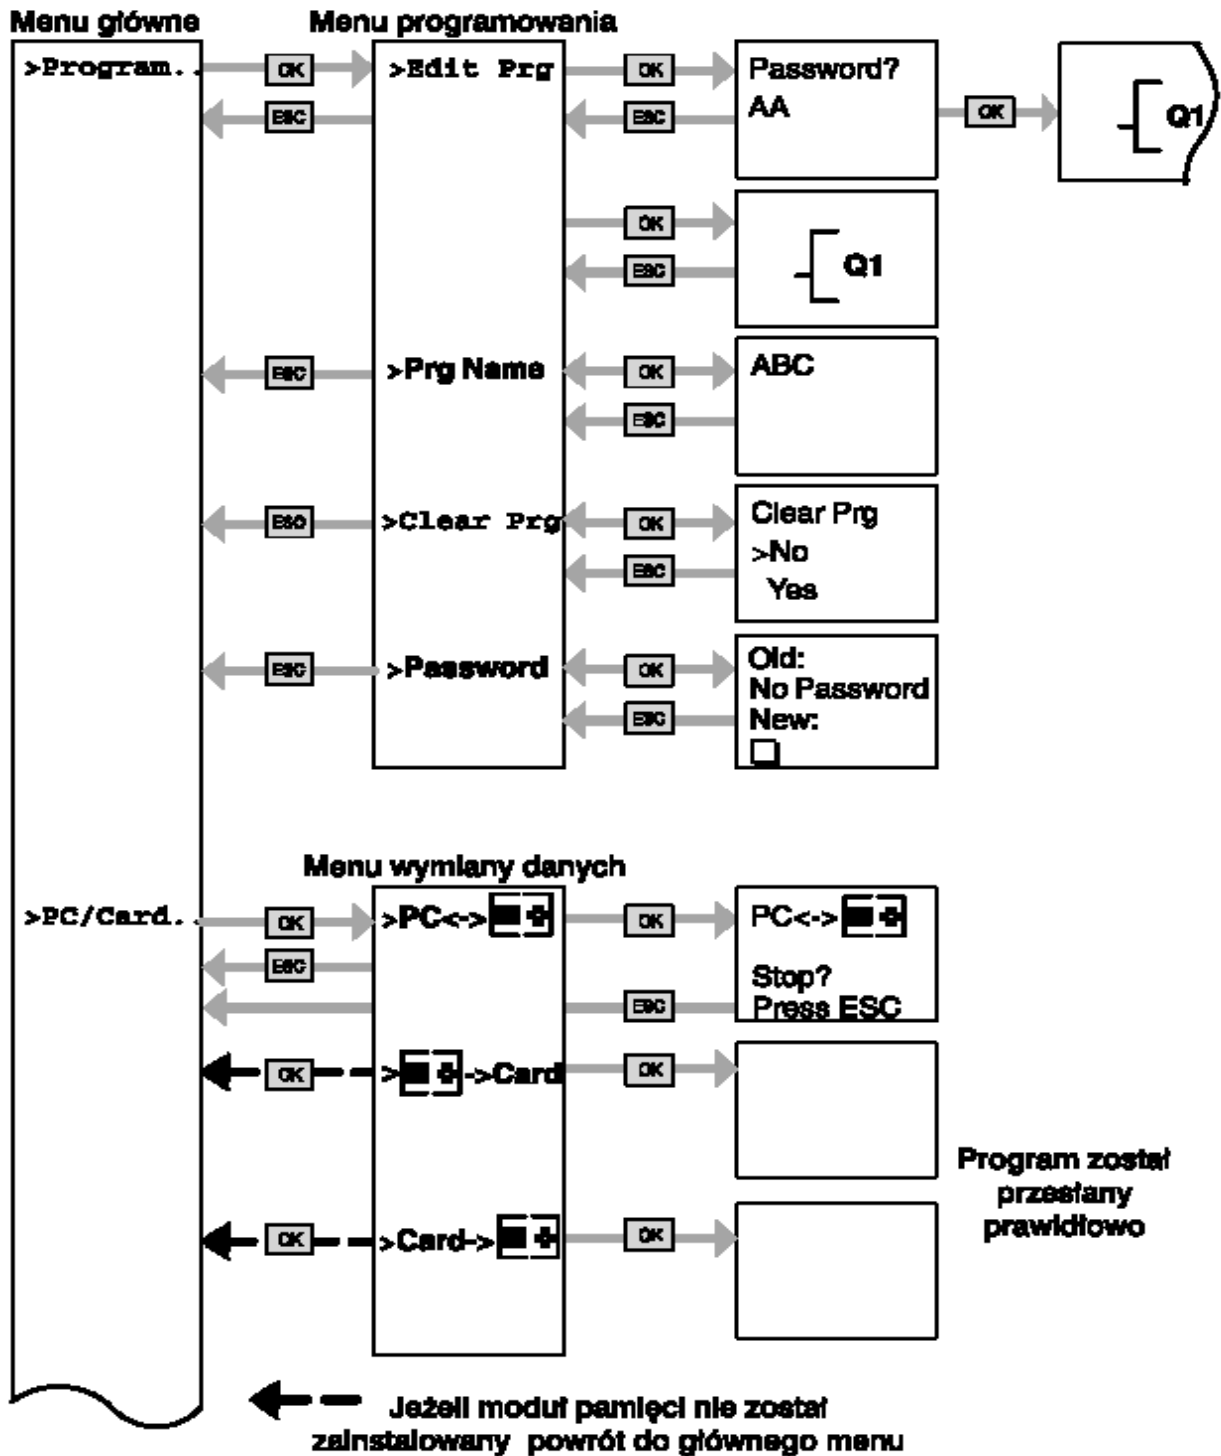 Menu główne
Menu programowania
>Program..
OK
>Edit Prg
OK
Password?
AA
ESC
ESC
OK
Q1
OK
ESC
Q1
ESC
>Prg Name
OK
ABC
ESC
ESC
>Clear Prg
OK
Clear Prg
>No
Yes
ESC
ESC
>Password
OK
Old:
No Password
New:
ESC
Menu wymiany danych
>PC/Card..
OK
>PC<->
OK
PC<->
ESC
Stop?
Press ESC
ESC
OK
>->Card
OK
Program został
przesłany
prawidłowo
OK
>Card->
OK
Jeżeli moduł pamięci nie został
zainstalowany powrót do głównego menu